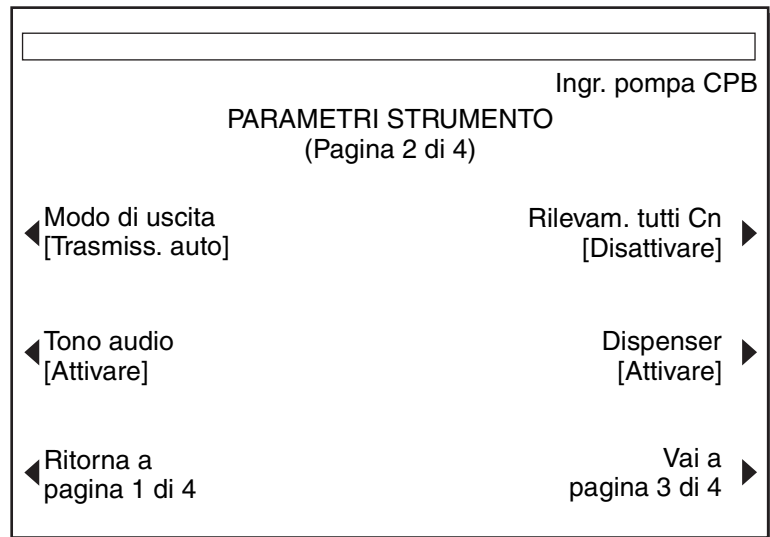 Ingr. pompa CPB
PARAMETRI STRUMENTO
(Pagina 2 di 4)
Modo di uscita
[Trasmiss. auto]
Rilevam. tutti Cn
[Disattivare]
Tono audio
[Attivare]
Dispenser
[Attivare]
Ritorna a
pagina 1 di 4
Vai a
pagina 3 di 4